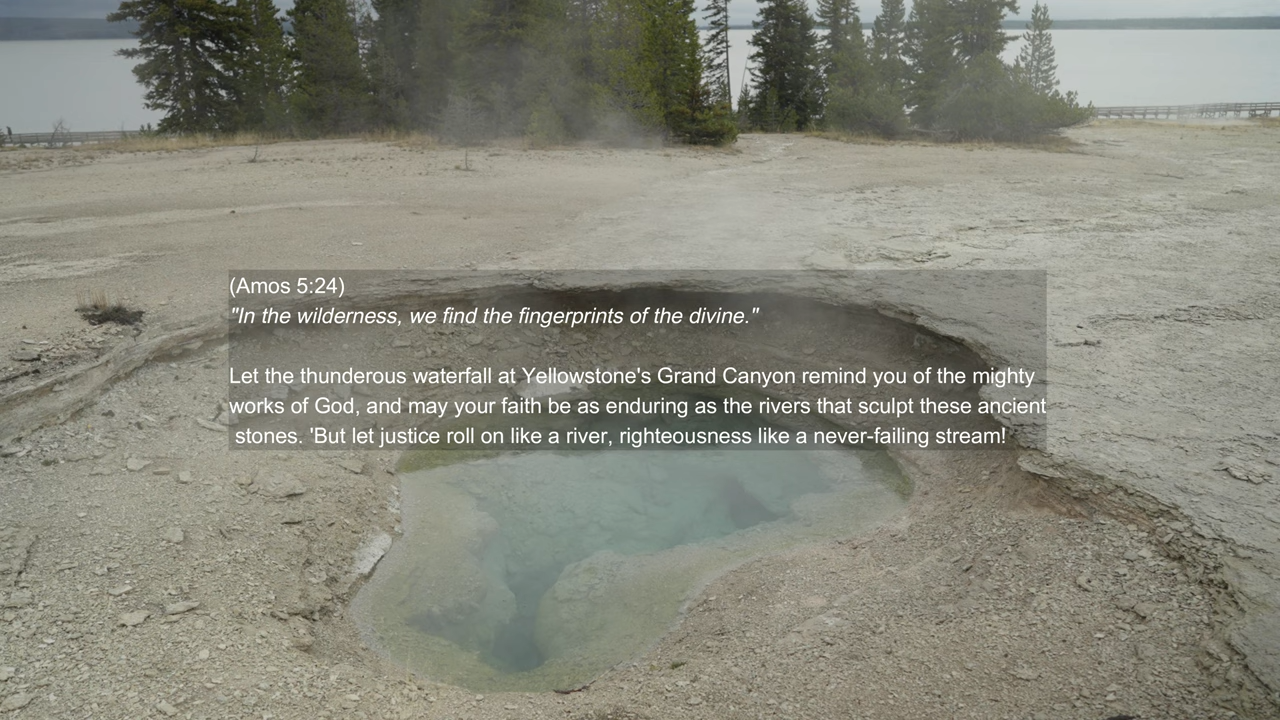 (Amos 5:24)
"In the wilderness, we find the fingerprints of the divine."
Let the thunderous waterfall at Yellowstone's Grand Canyon remind you of the mighty
works of God, and may your faith be as enduring as the rivers that sculpt these ancient
stones. 'But let justice roll on like a river, righteousness like a never-failing stream!